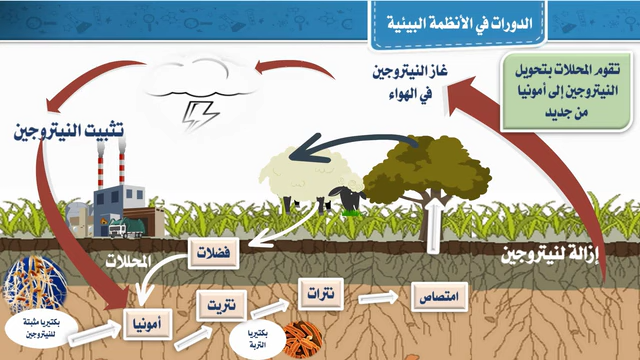 الدورات في الأنظمة البيئية
تقوم المحللات بتحويل
النيتروجين إلى أمونيا
من جديد
غاز النيتروجين
في الهواء
تثبيت النيتروجين
إزالة لنيتروجين
فضلات
المحللات
امتصاص
نترات
نتريت
أمونيا
بكتيريا مثبتة
للنيتروجين
بكتيريا
التربة